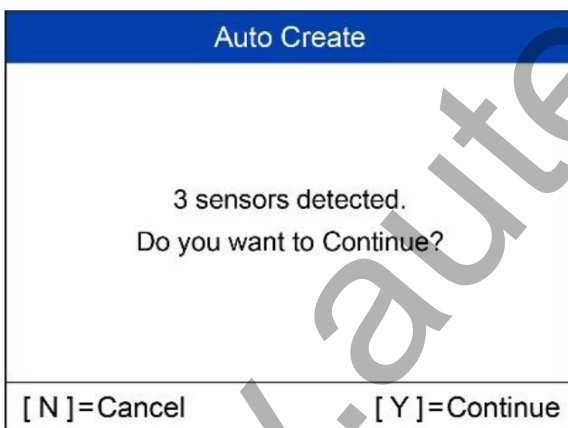 Auto Create
3 sensors detected.
Do you want to Continue?
[ N ]=Cancel [ Y ]=Continue